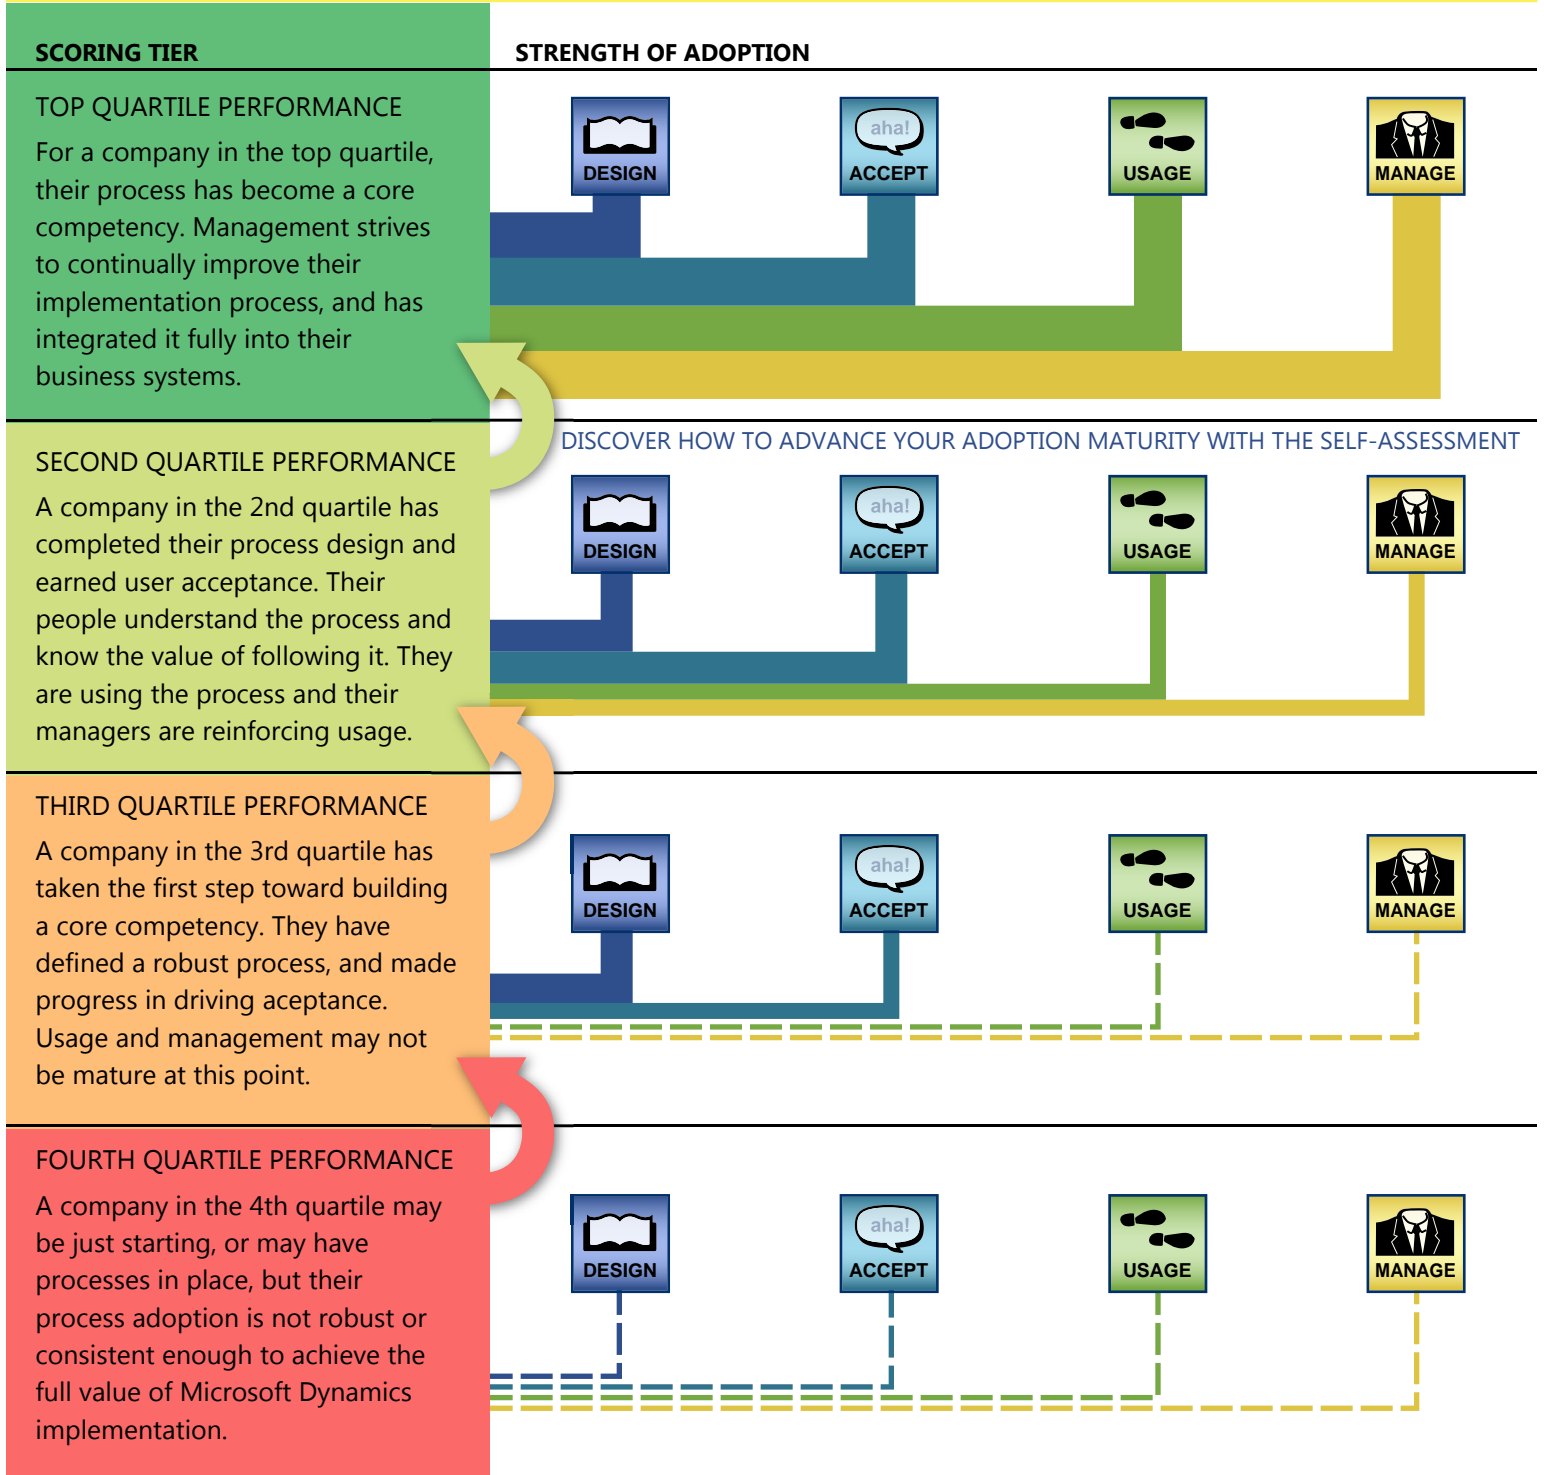 SCORING TIER
STRENGTH OF ADOPTION
TOP QUARTILE PERFORMANCE
For a company in the top quartile,
their process has become a core
competency. Management strives
to continually improve their
implementation process, and has
integrated it fully into their
business systems.
DESIGN
aha!
ACCEPT
USAGE
MANAGE
DISCOVER HOW TO ADVANCE YOUR ADOPTION MATURITY WITH THE SELF-ASSESSMENT
SECOND QUARTILE PERFORMANCE
A company in the 2nd quartile has
completed their process design and
earned user acceptance. Their
people understand the process and
know the value of following it. They
are using the process and their
managers are reinforcing usage.
DESIGN
aha!
ACCEPT
USAGE
MANAGE
THIRD QUARTILE PERFORMANCE
A company in the 3rd quartile has
taken the first step toward building
a core competency. They have
defined a robust process, and made
progress in driving aceptance.
Usage and management may not
be mature at this point.
DESIGN
aha!
ACCEPT
USAGE
MANAGE
FOURTH QUARTILE PERFORMANCE
A company in the 4th quartile may
be just starting, or may have
processes in place, but their
process adoption is not robust or
consistent enough to achieve the
full value of Microsoft Dynamics
implementation.
DESIGN
aha!
ACCEPT
USAGE
MANAGE